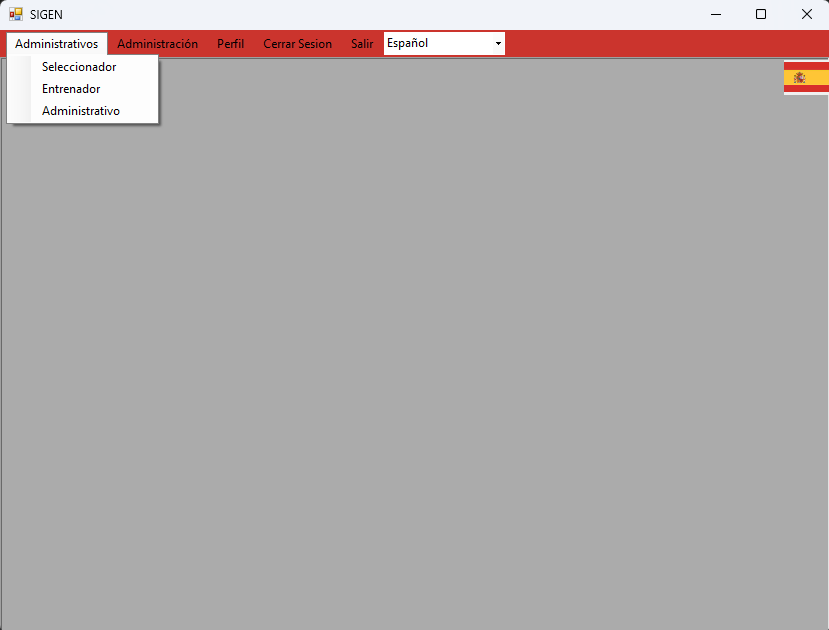 SIGEN
Administrativos Administración Perfil Cerrar Sesion Salir Español
Seleccionador
Entrenador
Administrativo